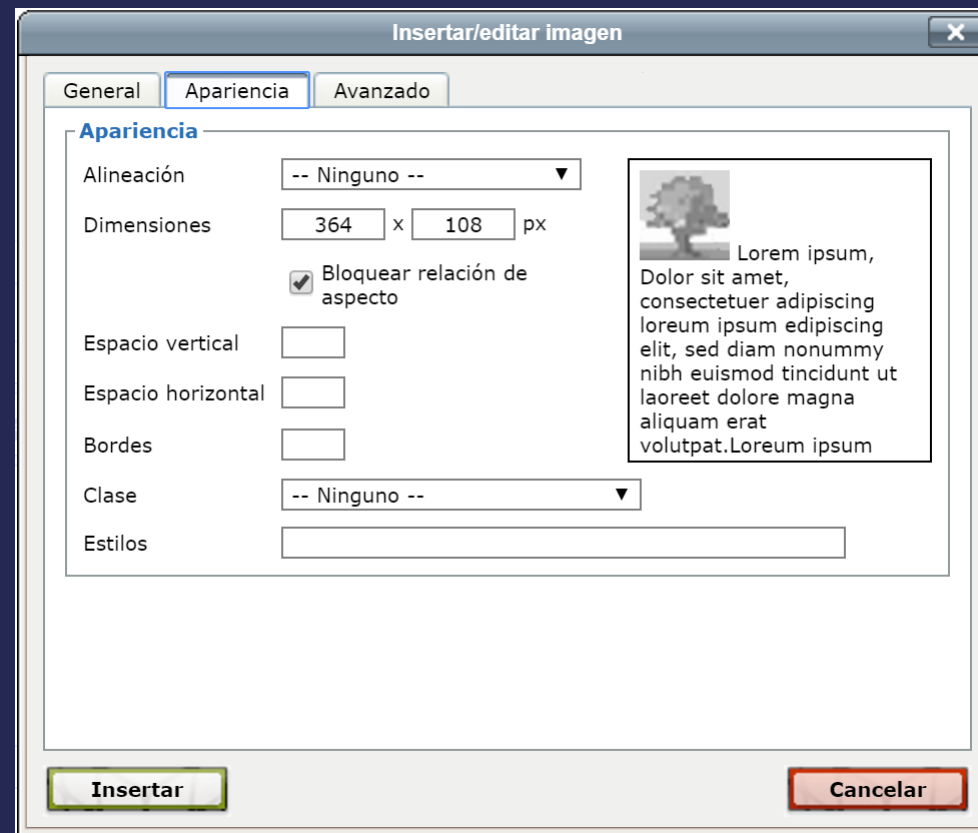 Insertar/editar imagen
General Apariencia Avanzado
Apariencia
Alineación -- Ninguno --
Dimensiones 364 x 108 px
Bloquear relación de
aspecto
Espacio vertical
Espacio horizontal
Bordes
Clase -- Ninguno --
Estilos
Lorem ipsum,
Dolor sit amet,
consectetuer adipiscing
loreum ipsum edipiscing
elit, sed diam nonummy
nibh euismod tincidunt ut
laoreet dolore magna
aliquam erat
volutpat.Loreum ipsum
Insertar Cancelar